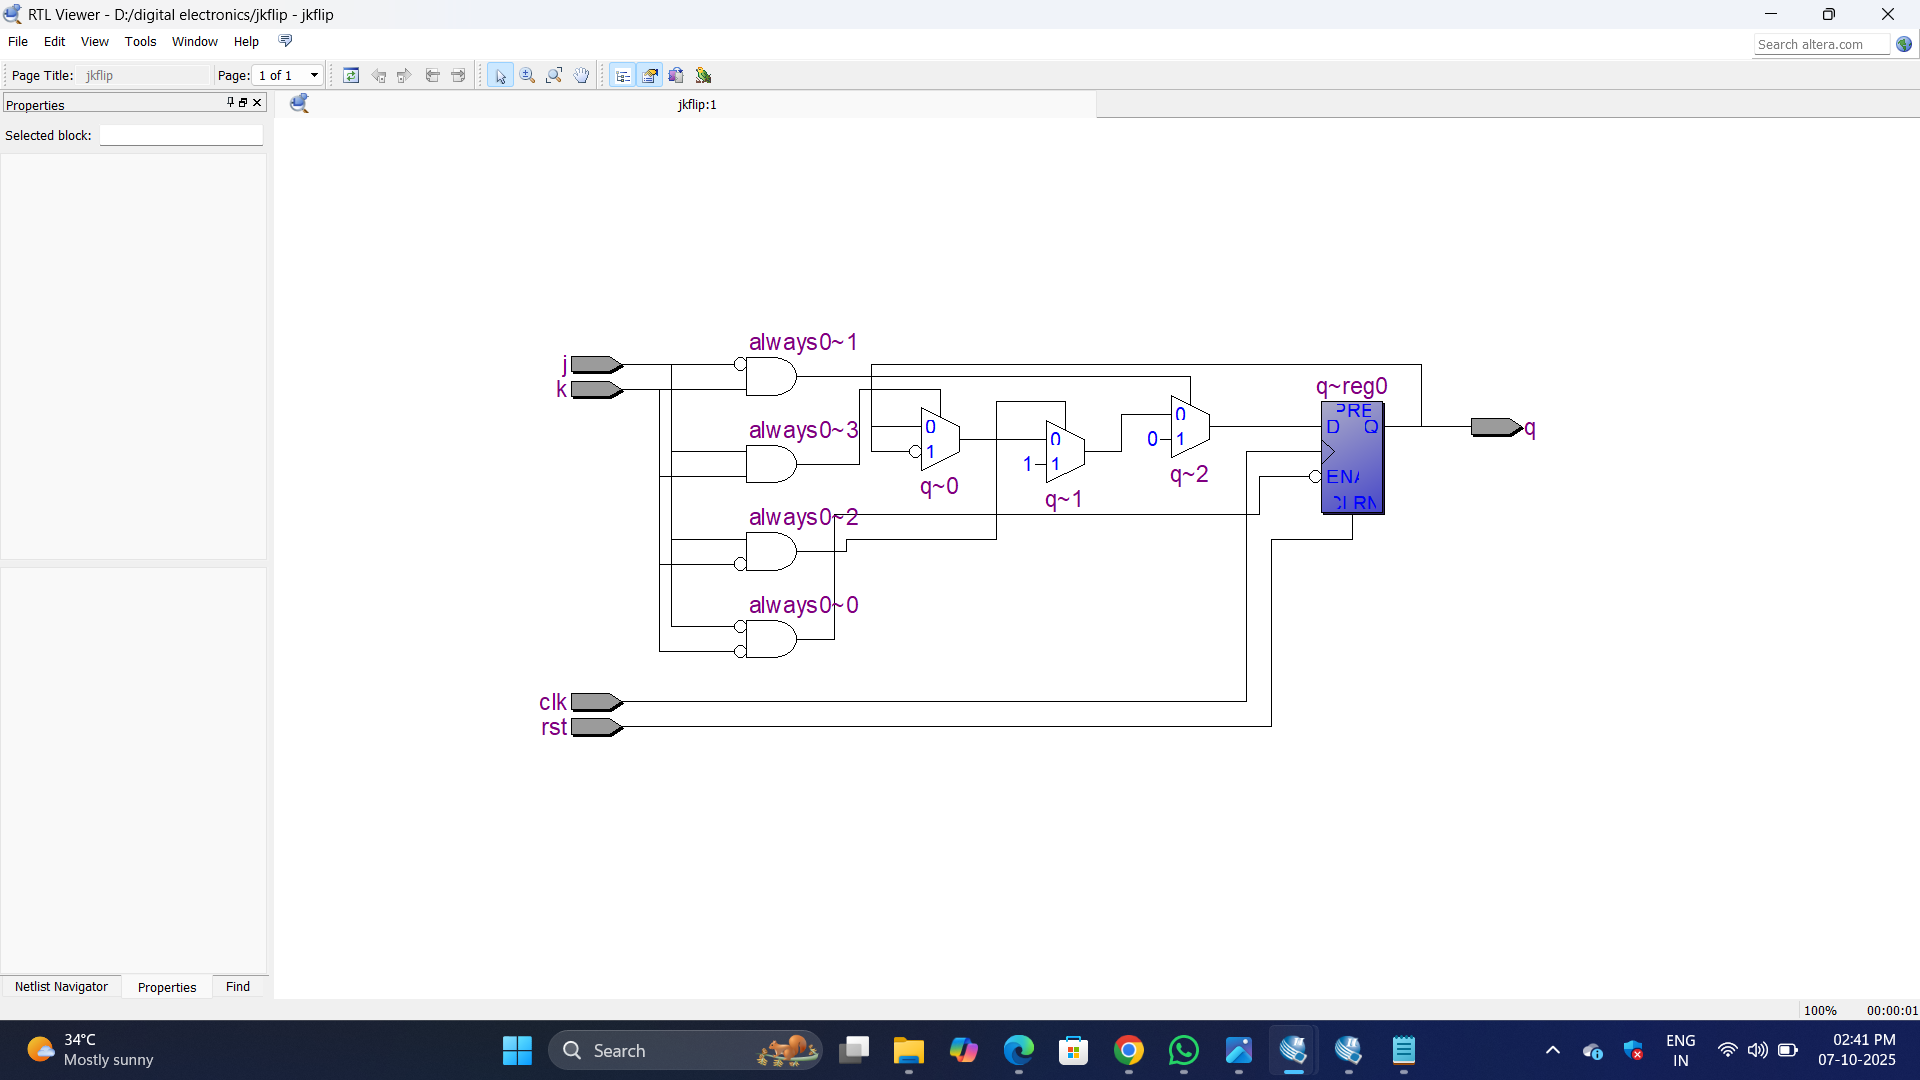 RTL Viewer - D:/digital electronics/jkflip - jkflip
File Edit View Tools Window Help
Search altera.com
Page Title: jkflip Page: 1 of 1
Properties
jkflip:1
Selected block:
always0~1
j
k
q~reg0
PRE
D Q
ENA
CLRN
q
always0~3
0
1
q~0
0
1 1
q~1
0
0 1
q~2
always0~2
always0~0
clk
rst
Netlist Navigator Properties Find
100% 00:00:01
34°C
Mostly sunny
Search
ENG
IN
02:41 PM
07-10-2025